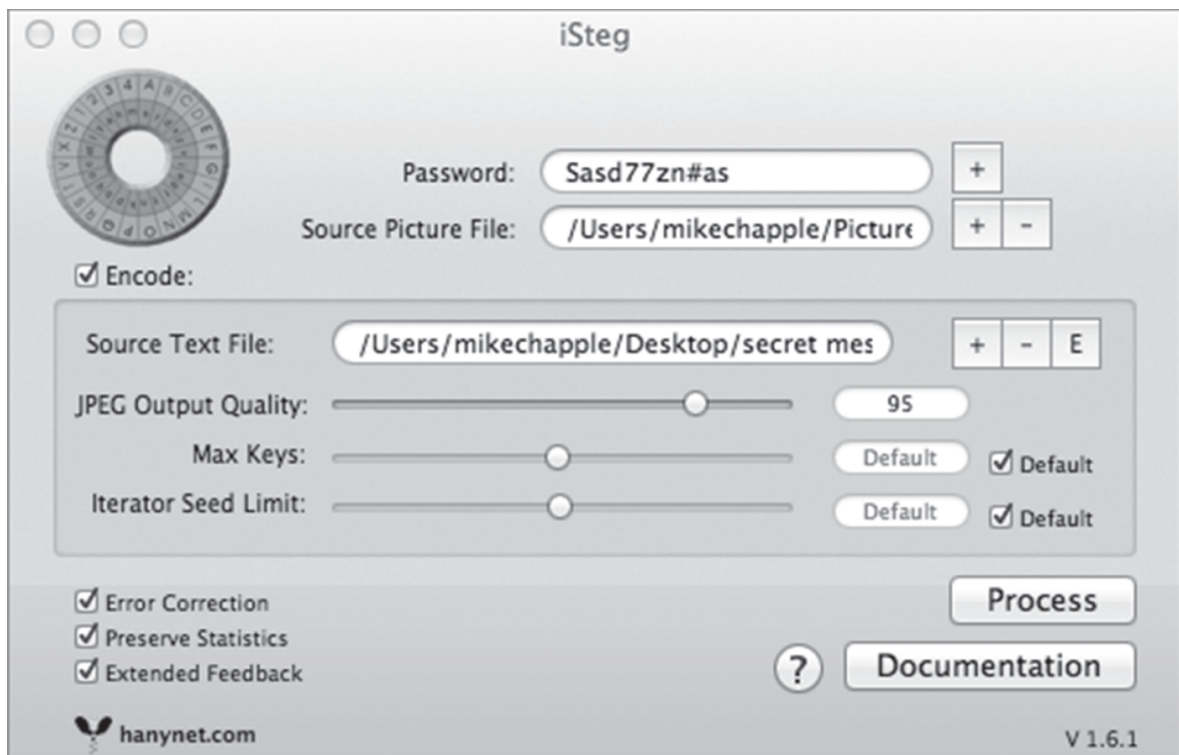 iSteg
Password: Sasd77zn#as +
Source Picture File: /Users/mikechapple/Picture + -
Encode:
Source Text File: /Users/mikechapple/Desktop/secret mes + - E
JPEG Output Quality: 95
Max Keys: Default Default
Iterator Seed Limit: Default Default
Error Correction
Process
Preserve Statistics
Extended Feedback
? Documentation
hanynet.com
V 1.6.1